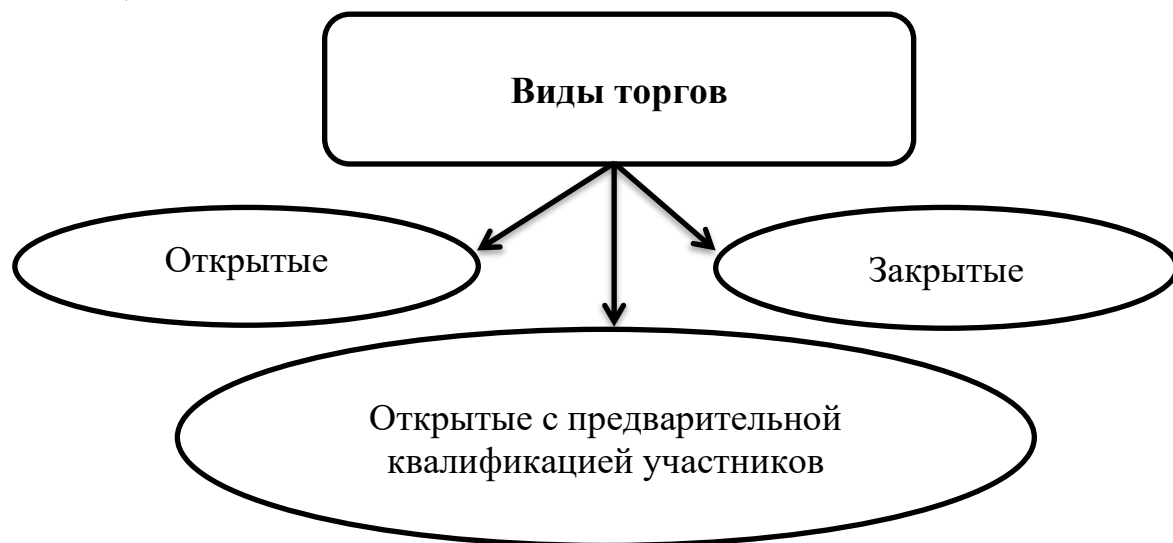 Виды торгов
Открытые
Закрытые
Открытые с предварительной
квалификацией участников